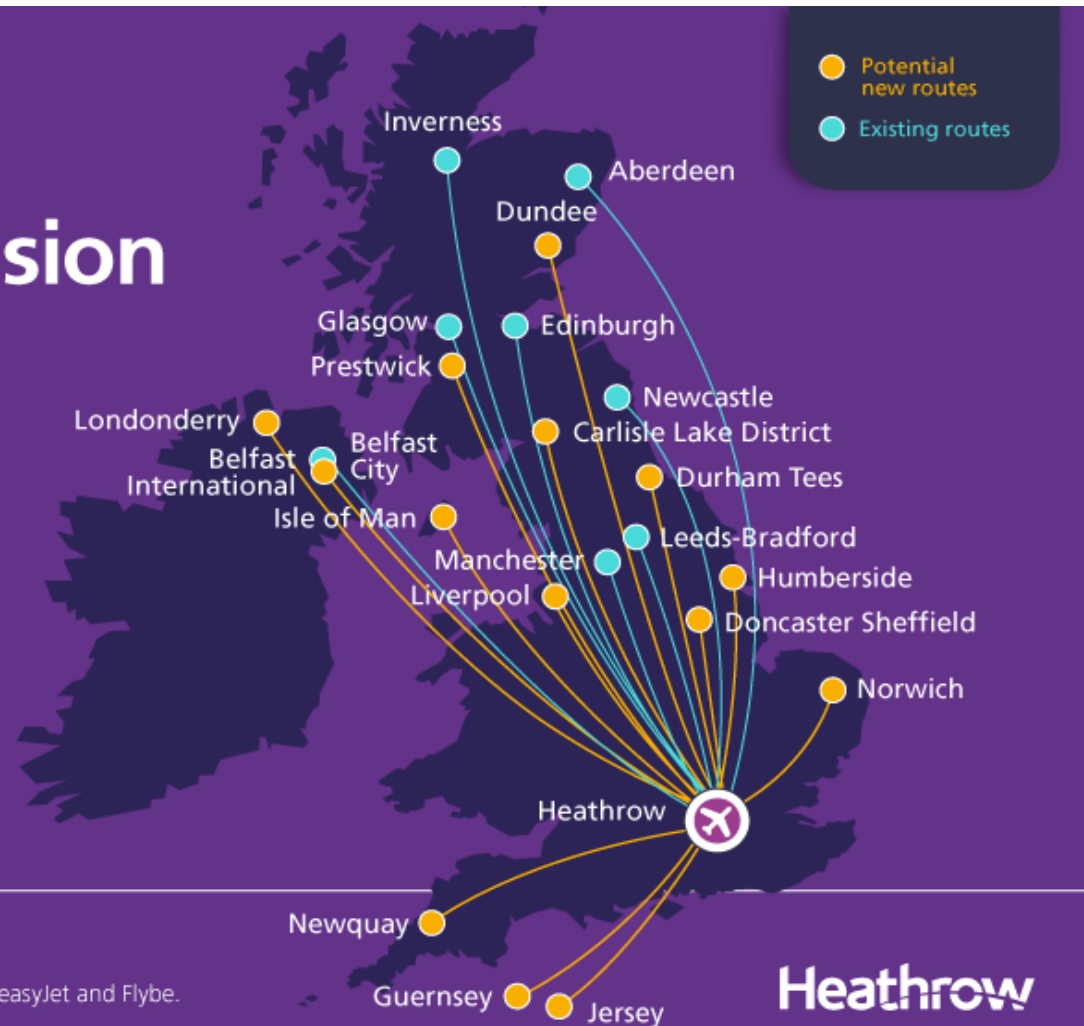 Potential
new routes
Existing routes
Inverness
Aberdeen
Dundee
sion
Glasgow
Edinburgh
Prestwick
Newcastle
Londonderry
Carlisle Lake District
Belfast
City
Belfast
International
Durham Tees
Isle of Man
Leeds-Bradford
Manchester
Humberside
Liverpool
Doncaster Sheffield
Norwich
Heathrow
Newquay
easyJet and Flybe.
Guernsey
Jersey
Heathrow